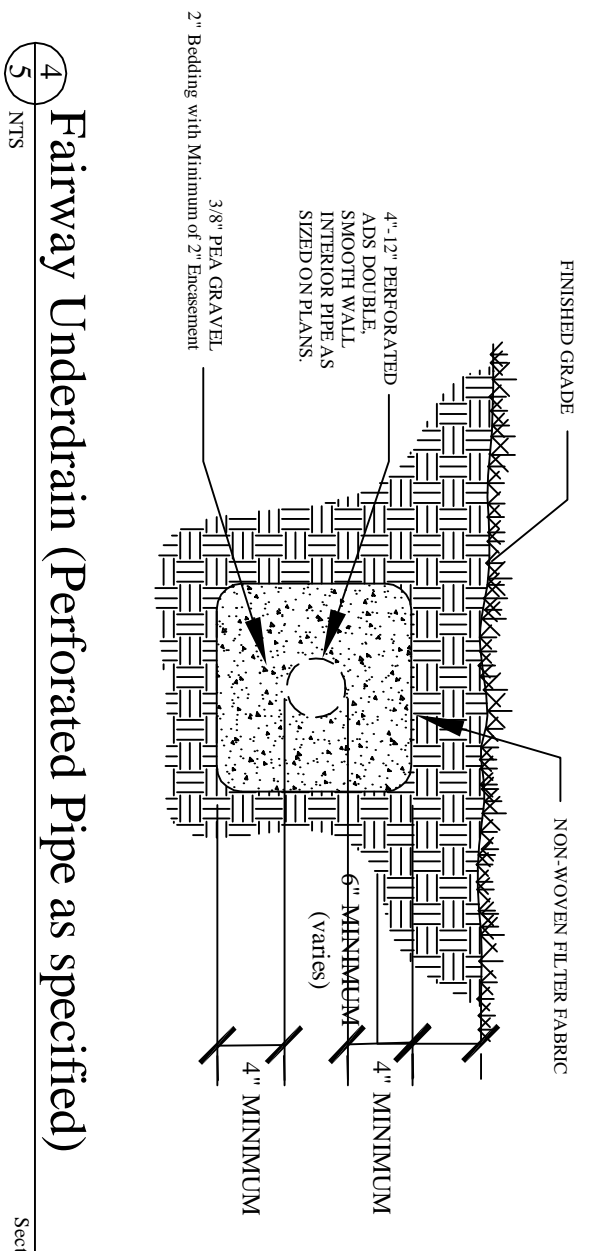 FINISHED GRADE
NON-WOVEN FILTER FABRIC
4"-12" PERFORATED
ADS DOUBLE,
SMOOTH WALL
INTERIOR PIPE AS
SIZED ON PLANS.
3/8" PEA GRAVEL
2" Bedding with Minimum of 2" Encasement
6" MINIMUM
(varies)
4" MINIMUM
4" MINIMUM
4
5
Fairway Underdrain (Perforated Pipe as specified)
NTS
Sect